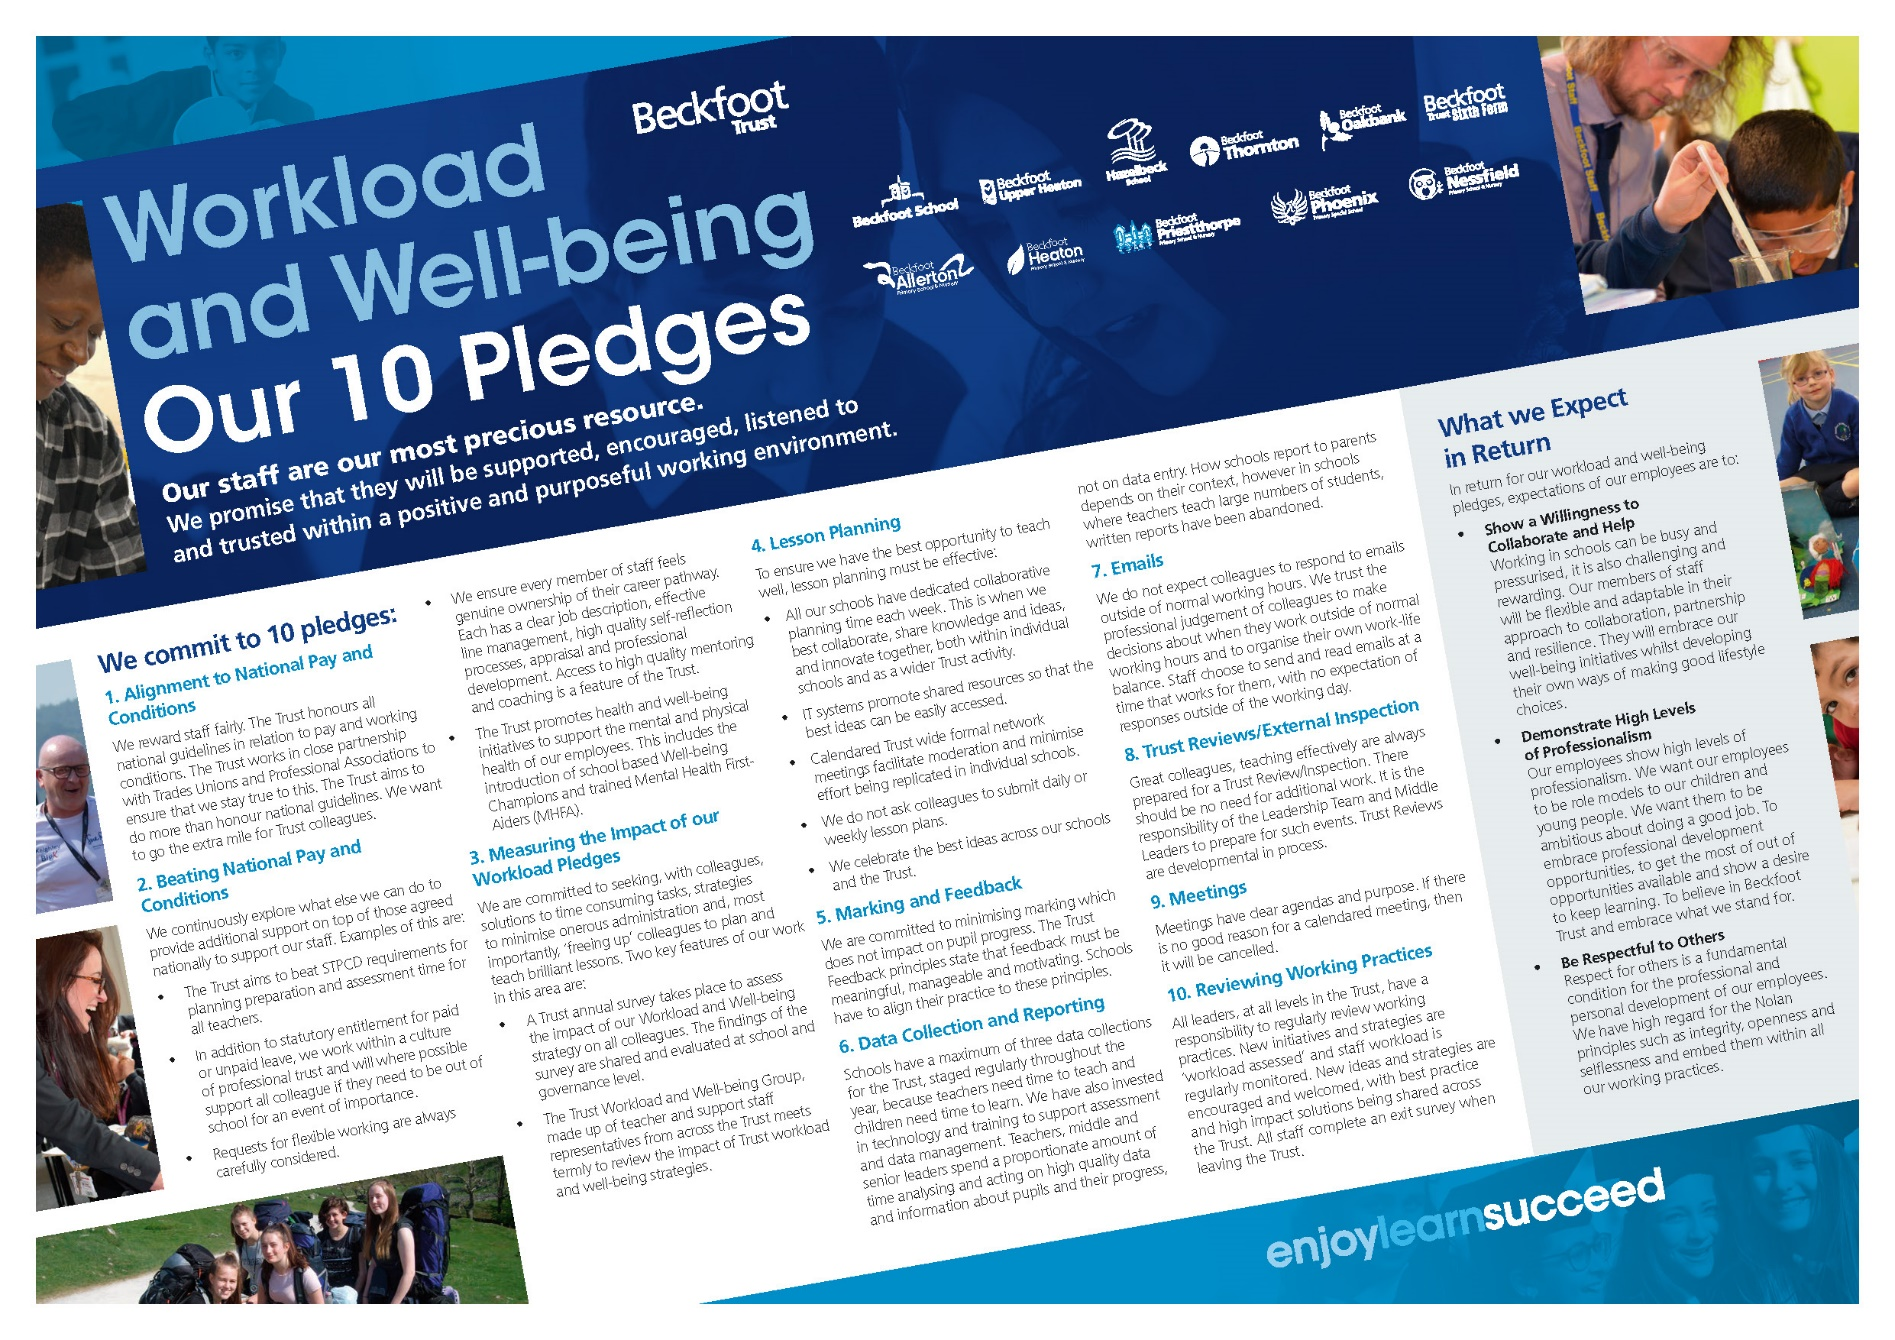 Beckfoot
Trust
Workload
and Well-being
Our 10 Pledges
Our staff are our most precious resource.
We promise that they will be supported, encouraged, listened to
and trusted within a positive and purposeful working environment.
Beckfoot School
Beckfoot
Upper Heaton
Hazelbeck
School
Beckfoot
Thornton
Beckfoot
Oakbank
Beckfoot
Trust Sixth Form
Beckfoot
Allerton
Primary School & Nursery
Beckfoot
Heaton
Primary School & Nursery
Beckfoot
Priestthorpe
Primary School & Nursery
Beckfoot
Phoenix
Primary Special School
Beckfoot
Nessfield
Primary School & Nursery
We commit to 10 pledges:
1. Alignment to National Pay and
Conditions
We reward staff fairly. The Trust honours all
national guidelines in relation to pay and working
conditions. The Trust works in close partnership
with Trades Unions and Professional Associations to
ensure that we stay true to this. The Trust aims to
do more than honour national guidelines. We want
to go the extra mile for Trust colleagues.
2. Beating National Pay and
Conditions
We continuously explore what else we can do to
provide additional support on top of those agreed
nationally to support our staff. Examples of this are:
• The Trust aims to beat STPCD requirements for
planning preparation and assessment time for
all teachers.
• In addition to statutory entitlement for paid
or unpaid leave, we work within a culture
of professional trust and will where possible
support all colleague if they need to be out of
school for an event of importance.
• Requests for flexible working are always
carefully considered.
• We ensure every member of staff feels
genuine ownership of their career pathway.
Each has a clear job description, effective
line management, high quality self-reflection
processes, appraisal and professional
development. Access to high quality mentoring
and coaching is a feature of the Trust.
• The Trust promotes health and well-being
initiatives to support the mental and physical
health of our employees. This includes the
introduction of school based Well-being
Champions and trained Mental Health First-
Aiders (MHFA).
3. Measuring the Impact of our
Workload Pledges
We are committed to seeking, with colleagues,
solutions to time consuming tasks, strategies
to minimise onerous administration and, most
importantly, ‘freeing up’ colleagues to plan and
teach brilliant lessons. Two key features of our work
in this area are:
• A Trust annual survey takes place to assess
the impact of our Workload and Well-being
strategy on all colleagues. The findings of the
survey are shared and evaluated at school and
governance level.
• The Trust Workload and Well-being Group,
made up of teacher and support staff
representatives from across the Trust meets
termly to review the impact of Trust workload
and well-being strategies.
4. Lesson Planning
To ensure we have the best opportunity to teach
well, lesson planning must be effective:
• All our schools have dedicated collaborative
planning time each week. This is when we
best collaborate, share knowledge and ideas,
and innovate together, both within individual
schools and as a wider Trust activity.
• IT systems promote shared resources so that the
best ideas can be easily accessed.
• Calendared Trust wide formal network
meetings facilitate moderation and minimise
effort being replicated in individual schools.
• We do not ask colleagues to submit daily or
weekly lesson plans.
• We celebrate the best ideas across our schools
and the Trust.
5. Marking and Feedback
We are committed to minimising marking which
does not impact on pupil progress. The Trust
Feedback principles state that feedback must be
meaningful, manageable and motivating. Schools
have to align their practice to these principles.
6. Data Collection and Reporting
Schools have a maximum of three data collections
for the Trust, staged regularly throughout the
year, because teachers need time to teach and
children need time to learn. We have also invested
in technology and training to support assessment
and data management. Teachers, middle and
senior leaders spend a proportionate amount of
time analysing and acting on high quality data
and information about pupils and their progress,
not on data entry. How schools report to parents
depends on their context, however in schools
where teachers teach large numbers of students,
written reports have been abandoned.
7. Emails
We do not expect colleagues to respond to emails
outside of normal working hours. We trust the
professional judgement of colleagues to make
decisions about when they work outside of normal
working hours and to organise their own work-life
balance. Staff choose to send and read emails at a
time that works for them, with no expectation of
responses outside of the working day.
8. Trust Reviews/External Inspection
Great colleagues, teaching effectively are always
prepared for a Trust Review/Inspection. There
should be no need for additional work. It is the
responsibility of the Leadership Team and Middle
Leaders to prepare for such events. Trust Reviews
are developmental in process.
9. Meetings
Meetings have clear agendas and purpose. If there
is no good reason for a calendared meeting, then
it will be cancelled.
10. Reviewing Working Practices
All leaders, at all levels in the Trust, have a
responsibility to regularly review working
practices. New initiatives and strategies are
‘workload assessed’ and staff workload is
regularly monitored. New ideas and strategies are
encouraged and welcomed, with best practice
and high impact solutions being shared across
the Trust. All staff complete an exit survey when
leaving the Trust.
What we Expect
in Return
In return for our workload and well-being
pledges, expectations of our employees are to:
• Show a Willingness to
Collaborate and Help
Working in schools can be busy and
pressurised, it is also challenging and
rewarding. Our members of staff
will be flexible and adaptable in their
approach to collaboration, partnership
and resilience. They will embrace our
well-being initiatives whilst developing
their own ways of making good lifestyle
choices.
• Demonstrate High Levels
of Professionalism
Our employees show high levels of
professionalism. We want our employees
to be role models to our children and
young people. We want them to be
ambitious about doing a good job. To
embrace professional development
opportunities, to get the most of out of
opportunities available and show a desire
to keep learning. To believe in Beckfoot
Trust and embrace what we stand for.
• Be Respectful to Others
Respect for others is a fundamental
condition for the professional and
personal development of our employees.
We have high regard for the Nolan
principles such as integrity, openness and
selflessness and embed them within all
our working practices.
enjoylearnsucceed